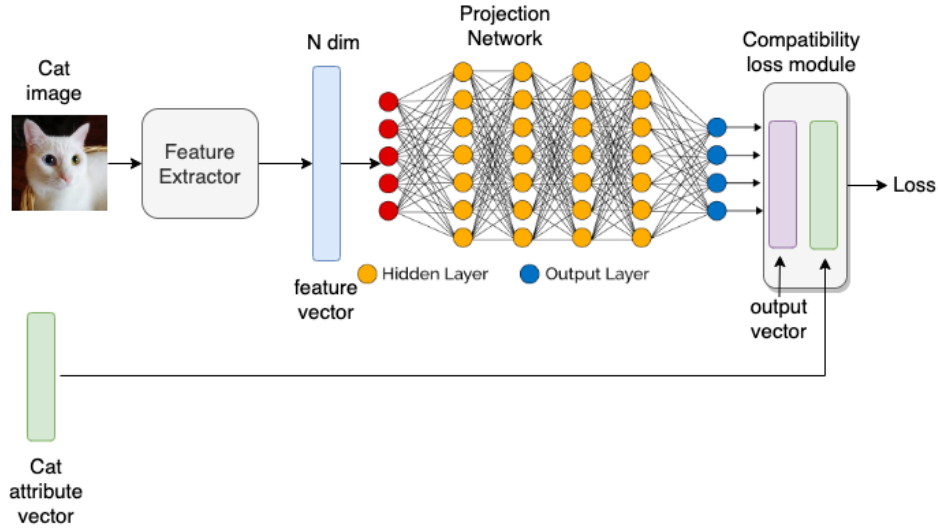 Projection
Network
N dim
Compatibility
loss module
Cat
image
Feature
Extractor
Loss
Hidden Layer
Output Layer
feature
vector
output
vector
Cat
attribute
vector